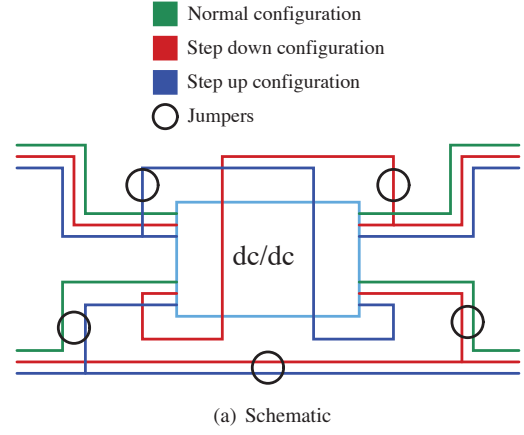 Normal configuration
Step down configuration
Step up configuration
Jumpers
dc/dc
(a) Schematic